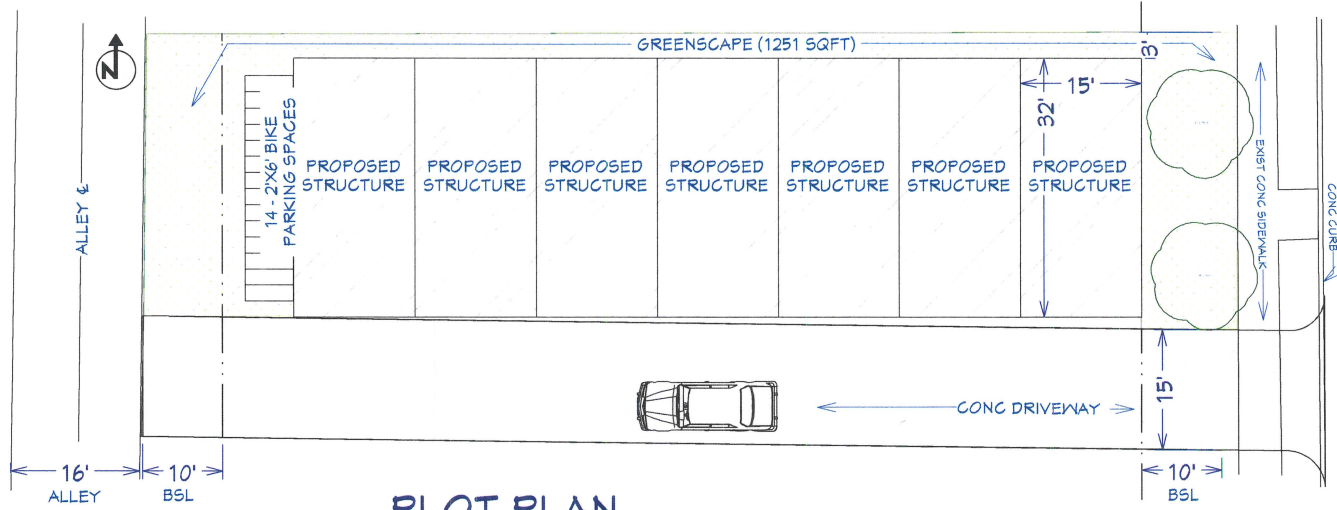 N
GREENSCAPE (1251 SQFT)
3'
15'
32'
14 - 2'X6' BIKE
PARKING SPACES
PROPOSED
STRUCTURE
PROPOSED
STRUCTURE
PROPOSED
STRUCTURE
PROPOSED
STRUCTURE
PROPOSED
STRUCTURE
PROPOSED
STRUCTURE
PROPOSED
STRUCTURE
ALLEY ℄
EXIST CONC SIDEWALK
CONC CURB
CONC DRIVEWAY
15'
16'
ALLEY
10'
BSL
10'
BSL
PLOT PLAN